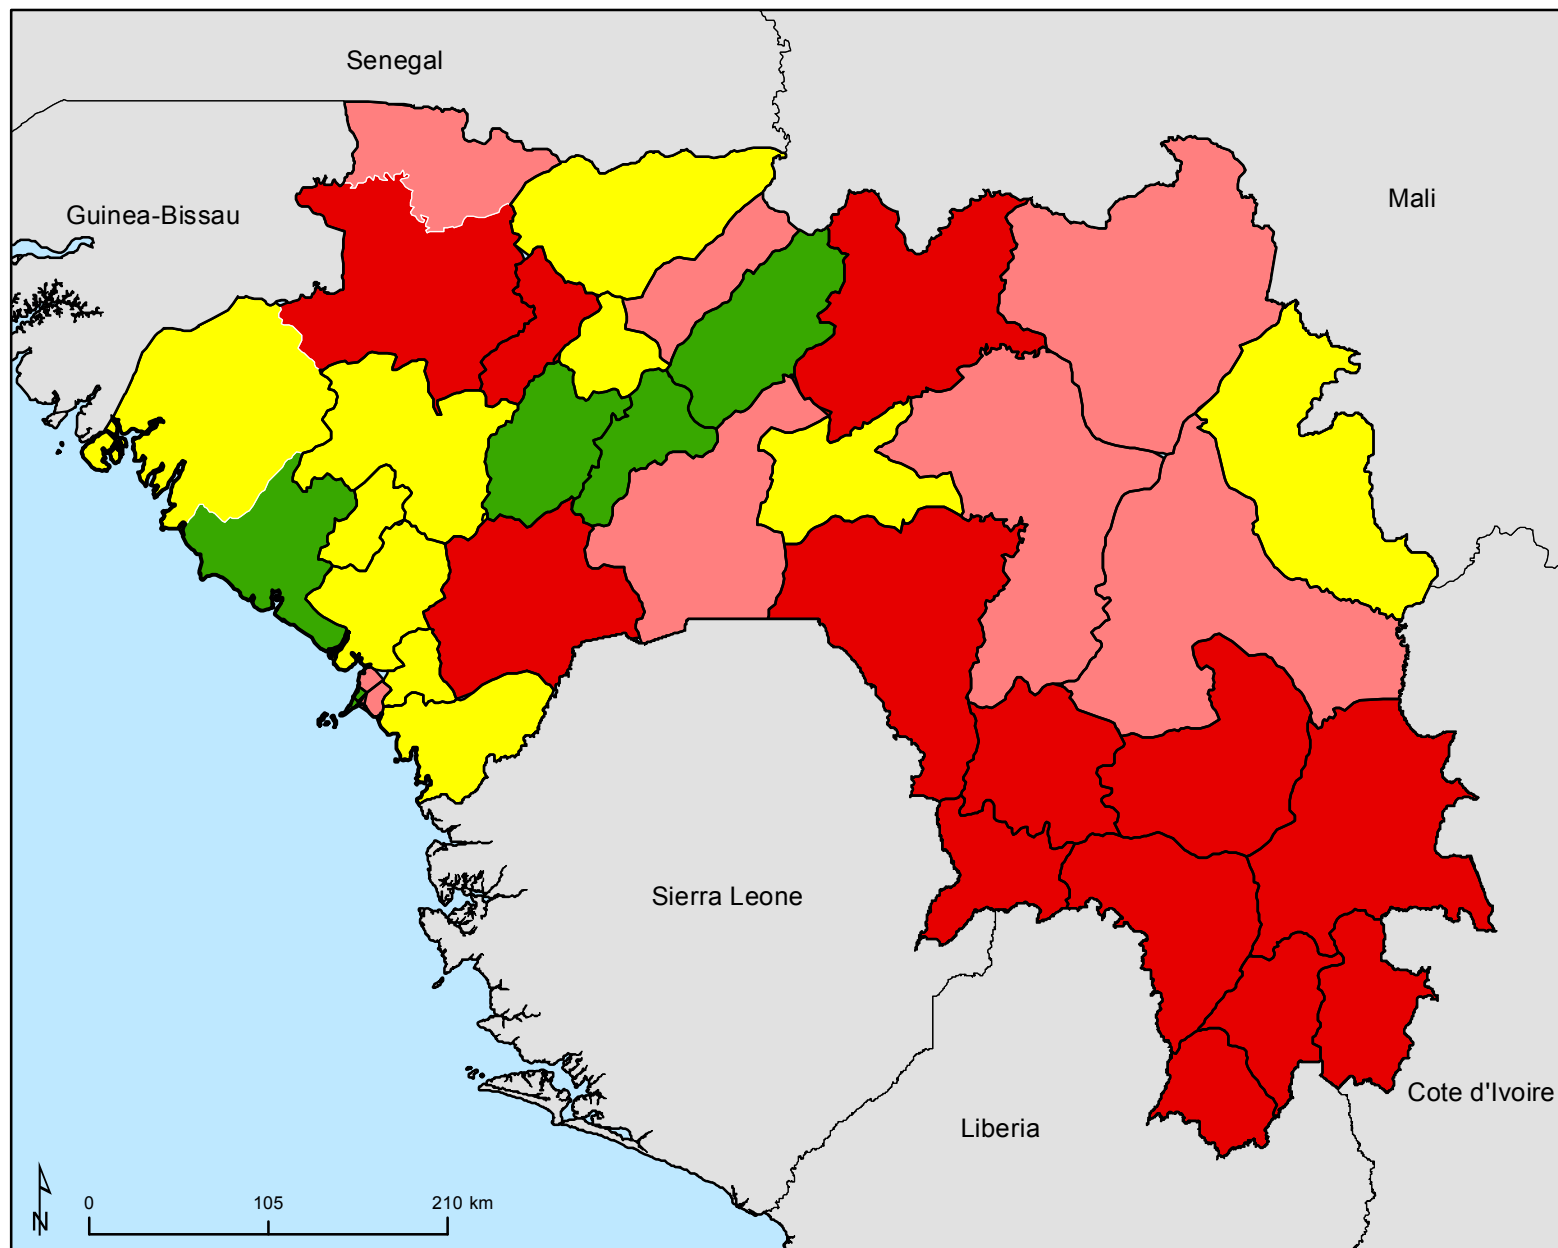 Senegal
Mali
Guinea-Bissau
Sierra Leone
Cote d'Ivoire
Liberia
N
0 105 210 km